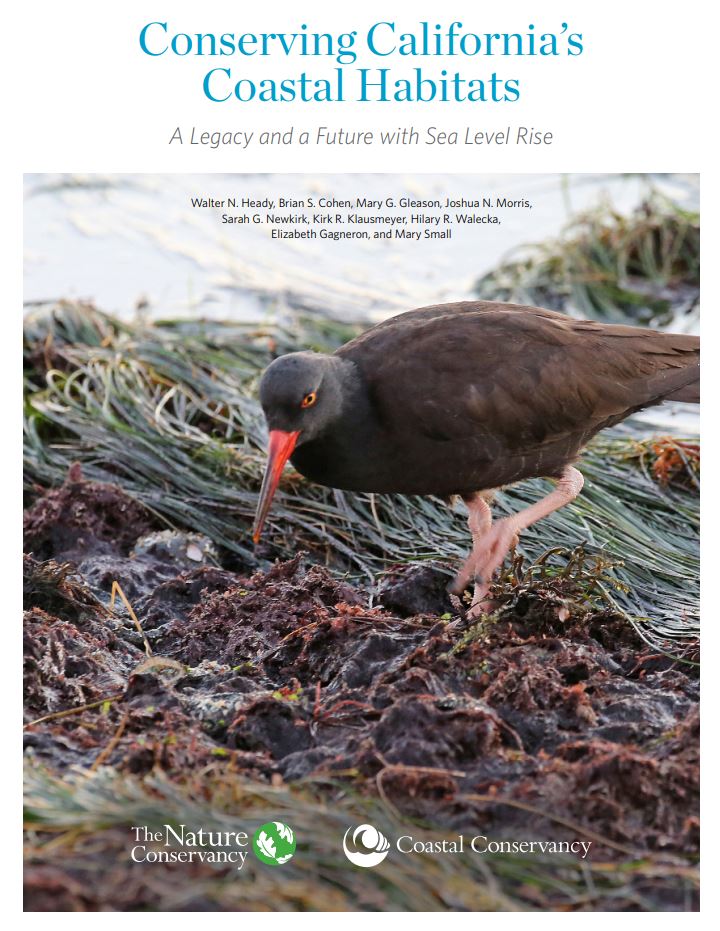 Conserving California’s
Coastal Habitats
A Legacy and a Future with Sea Level Rise
Walter N. Heady, Brian S. Cohen, Mary G. Gleason, Joshua N. Morris,
Sarah G. Newkirk, Kirk R. Klausmeyer, Hilary R. Walecka,
Elizabeth Gagneron, and Mary Small
The Nature
Conservancy
Coastal Conservancy